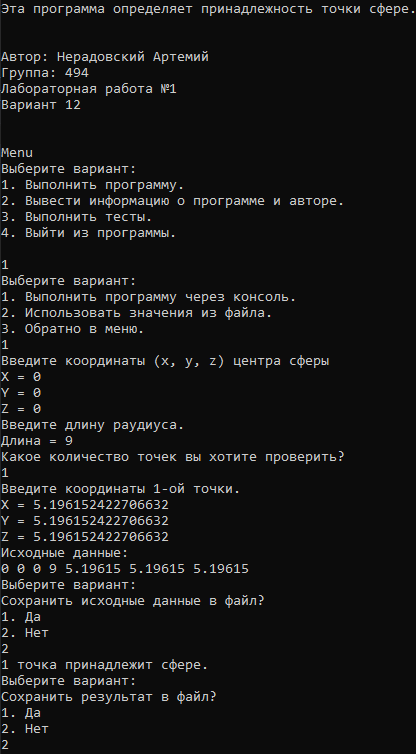 Эта программа определяет принадлежность точки сфере.
Автор: Нерадовский Артемий
Группа: 494
Лабораторная работа №1
Вариант 12
Menu
Выберите вариант:
1. Выполнить программу.
2. Вывести информацию о программе и авторе.
3. Выполнить тесты.
4. Выйти из программы.
1
Выберите вариант:
1. Выполнить программу через консоль.
2. Использовать значения из файла.
3. Обратно в меню.
1
Введите координаты (x, y, z) центра сферы
X = 0
Y = 0
Z = 0
Введите длину раудиуса.
Длина = 9
Какое количество точек вы хотите проверить?
1
Введите координаты 1-ой точки.
X = 5.196152422706632
Y = 5.196152422706632
Z = 5.196152422706632
Исходные данные:
0 0 0 9 5.19615 5.19615 5.19615
Выберите вариант:
Сохранить исходные данные в файл?
1. Да
2. Нет
2
1 точка принадлежит сфере.
Выберите вариант:
Сохранить результат в файл?
1. Да
2. Нет
2